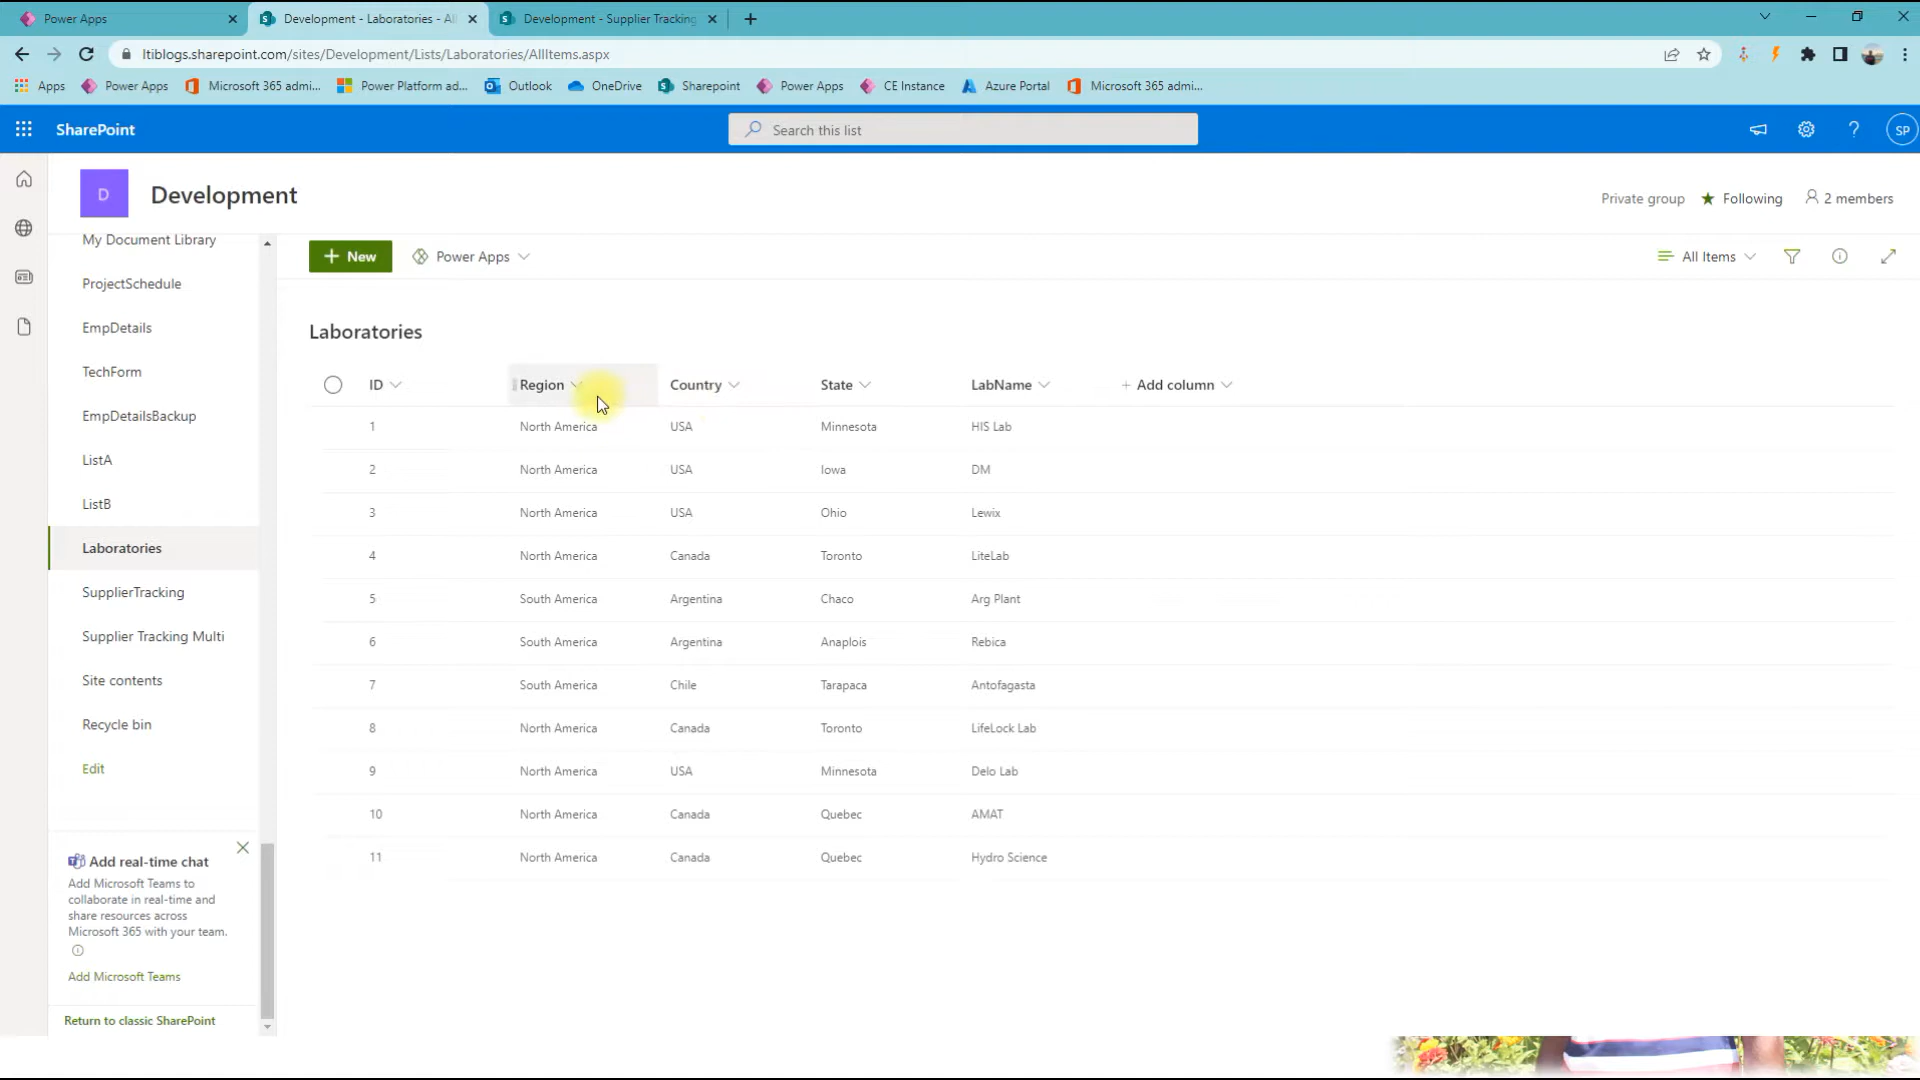 Power Apps
Development - Laboratories - Al
Development - Supplier Tracking
ltiblogs.sharepoint.com/sites/Development/Lists/Laboratories/AllItems.aspx
Apps Power Apps Microsoft 365 admi... Power Platform ad... Outlook OneDrive Sharepoint Power Apps CE Instance Azure Portal Microsoft 365 admi...
SharePoint
Search this list
SP
D
Development
Private group
Following
2 members
My Document Library
ProjectSchedule
EmpDetails
TechForm
EmpDetailsBackup
ListA
ListB
Laboratories
SupplierTracking
Supplier Tracking Multi
Site contents
Recycle bin
Edit
Add real-time chat
Add Microsoft Teams to
collaborate in real-time and
share resources across
Microsoft 365 with your team.
Add Microsoft Teams
Return to classic SharePoint
+ New
Power Apps
All Items
Laboratories
ID Region Country State LabName + Add column
1 North America USA Minnesota HIS Lab
2 North America USA Iowa DM
3 North America USA Ohio Lewix
4 North America Canada Toronto LiteLab
5 South America Argentina Chaco Arg Plant
6 South America Argentina Anaplois Rebica
7 South America Chile Tarapaca Antofagasta
8 North America Canada Toronto LifeLock Lab
9 North America USA Minnesota Delo Lab
10 North America Canada Quebec AMAT
11 North America Canada Quebec Hydro Science